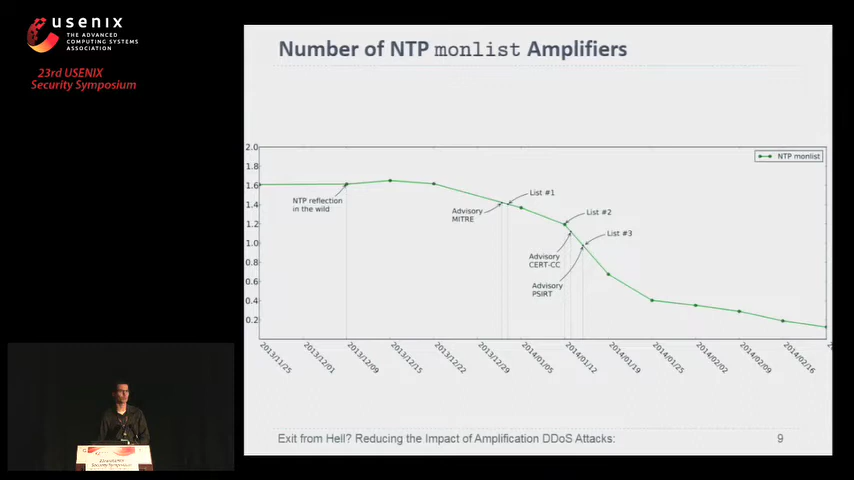 usenix
THE ADVANCED
COMPUTING SYSTEMS
ASSOCIATION
23rd USENIX
Security Symposium
Number of NTP monlist Amplifiers
2.0
1.8
1.6
1.4
1.2
1.0
0.8
0.6
0.4
0.2
NTP monlist
NTP reflection
in the wild
Advisory
MITRE
List #1
List #2
List #3
Advisory
CERT-CC
Advisory
PSIRT
2013/11/25
2013/12/01
2013/12/09
2013/12/15
2013/12/22
2013/12/29
2014/01/05
2014/01/12
2014/01/19
2014/01/25
2014/02/02
2014/02/09
2014/02/16
Exit from Hell? Reducing the Impact of Amplification DDoS Attacks:
9